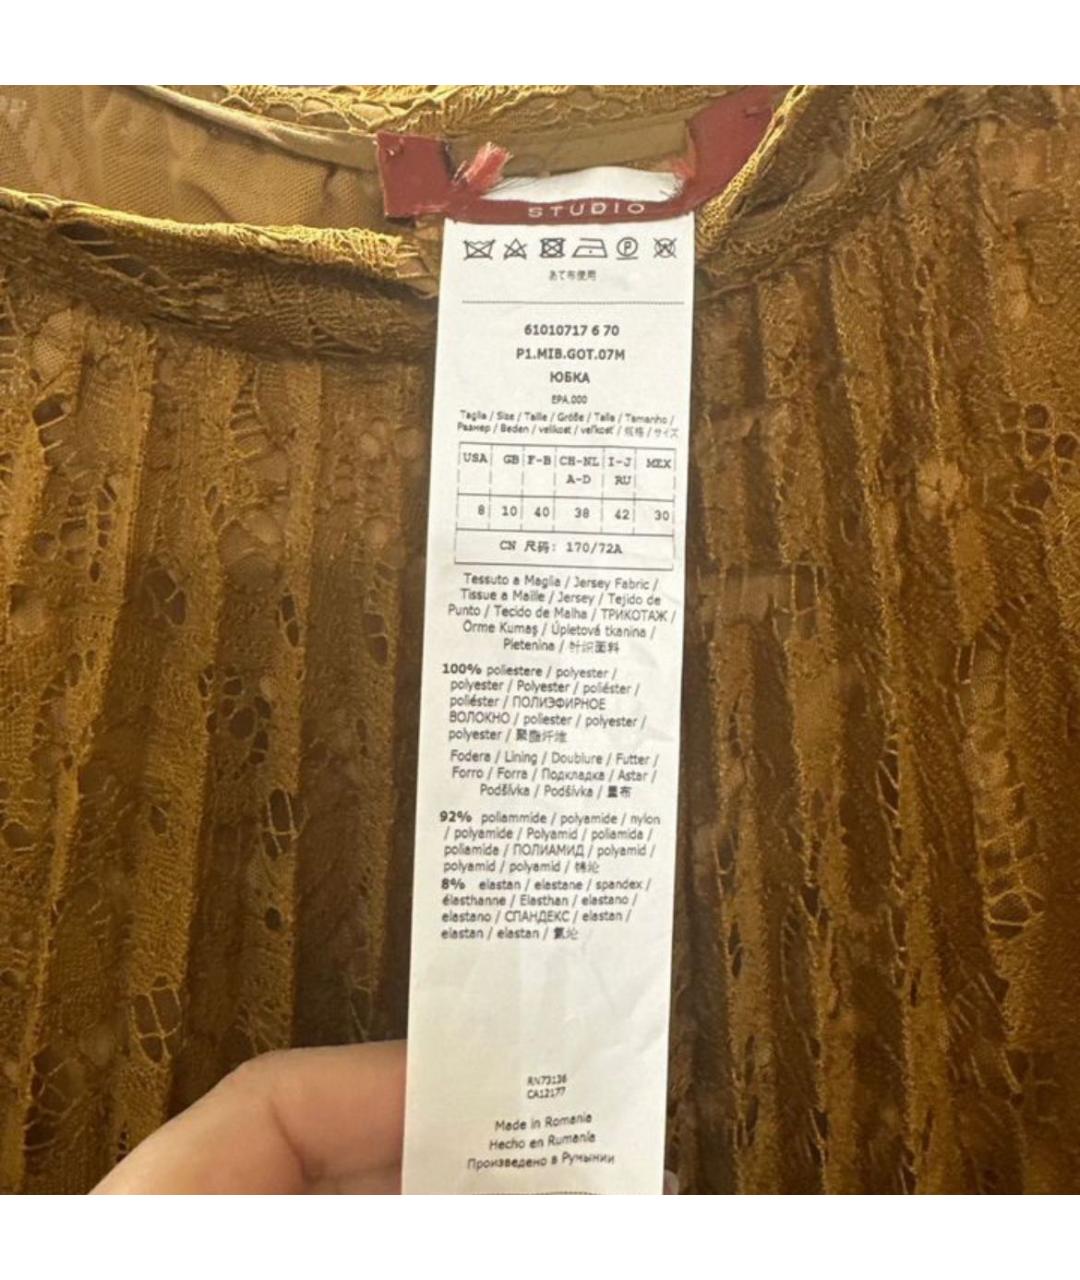 STUDIO
あて布使用
61010717 6 70
P1.MIB.GOT.07M
ЮБКА
EPA.000
Taglia / Size / Taille / Größe / Talla / Tamanho /
Размер / Beden / velikost / veľkosť / 规格 / サイズ
USA GB F-B CH-NL I-J MEX
A-D RU
8 10 40 38 42 30
CN 尺码: 170/72A
Tessuto a Maglia / Jersey Fabric /
Tissue a Maille / Jersey / Tejido de
Punto / Tecido de Malha / ТРИКОТАЖ /
Örme Kumaş / Úpletová tkanina /
Pletenina / 针织面料
100% poliestere / polyester /
polyester / Polyester / poliéster /
poliéster / ПОЛИЭФИРНОЕ
ВОЛОКНО / poliester / polyester /
polyester / 聚酯纤维
Fodera / Lining / Doublure / Futter /
Forro / Forra / Подкладка / Astar /
Podšívka / Podšívka / 里布
92% poliammide / polyamide / nylon
/ polyamide / Polyamid / poliamida /
poliamida / ПОЛИАМИД / polyamid /
polyamid / polyamid / 锦纶
8% elastan / elastane / spandex /
élasthanne / Elasthan / elastano /
elastano / СПАНДЕКС / elastan /
elastan / elastan / 氨纶
RN73136
CA12177
Made in Romania
Hecho en Rumanía
Произведено в Румынии